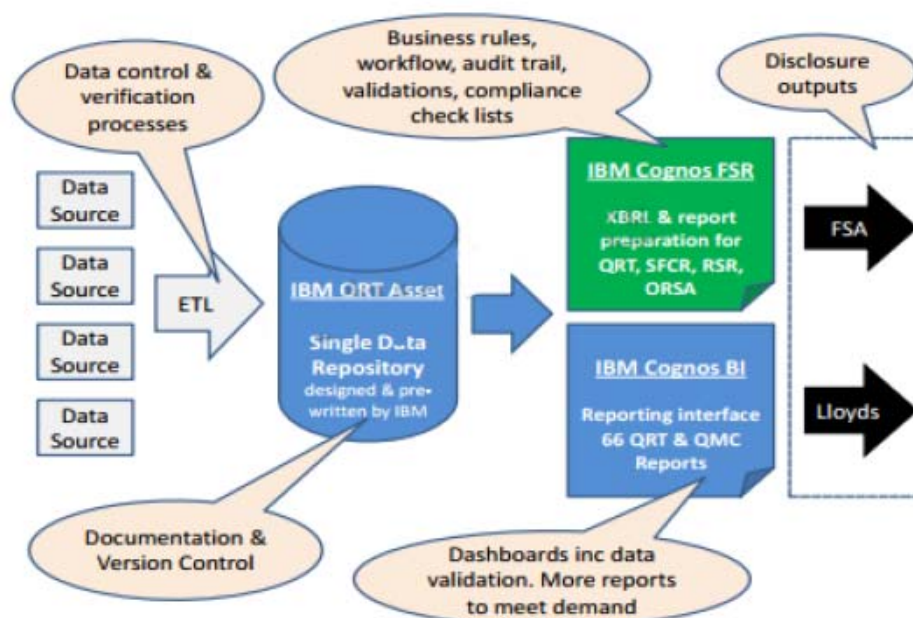 Data control &
verification
processes
Business rules,
workflow, audit trail,
validations, compliance
check lists
Disclosure
outputs
Data
Source
Data
Source
Data
Source
Data
Source
ETL
IBM QRT Asset
Single Data
Repository
designed & pre-
written by IBM
IBM Cognos FSR
XBRL & report
preparation for
QRT, SFCR, RSR,
ORSA
IBM Cognos BI
Reporting interface
66 QRT & QMC
Reports
FSA
Lloyds
Documentation &
Version Control
Dashboards inc data
validation. More reports
to meet demand